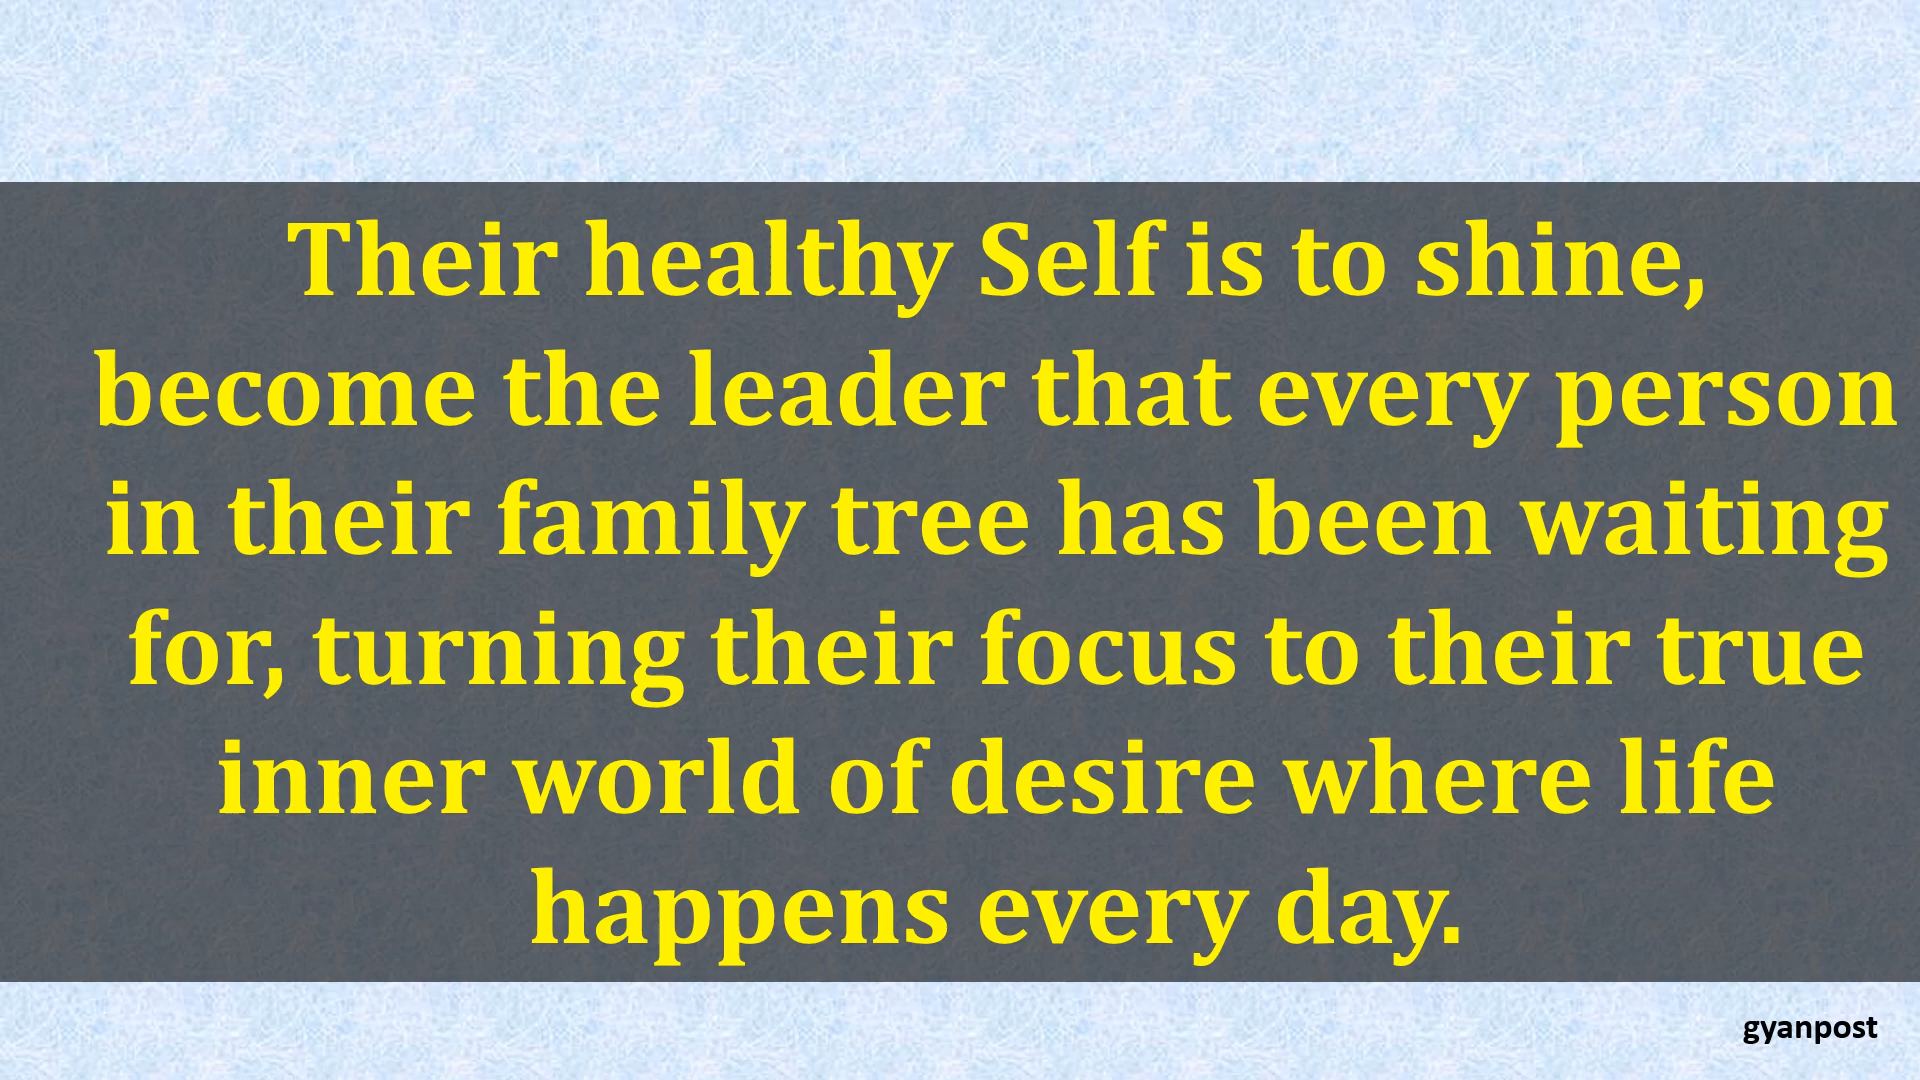 Their healthy Self is to shine,
become the leader that every person
in their family tree has been waiting
for, turning their focus to their true
inner world of desire where life
happens every day.
gyanpost